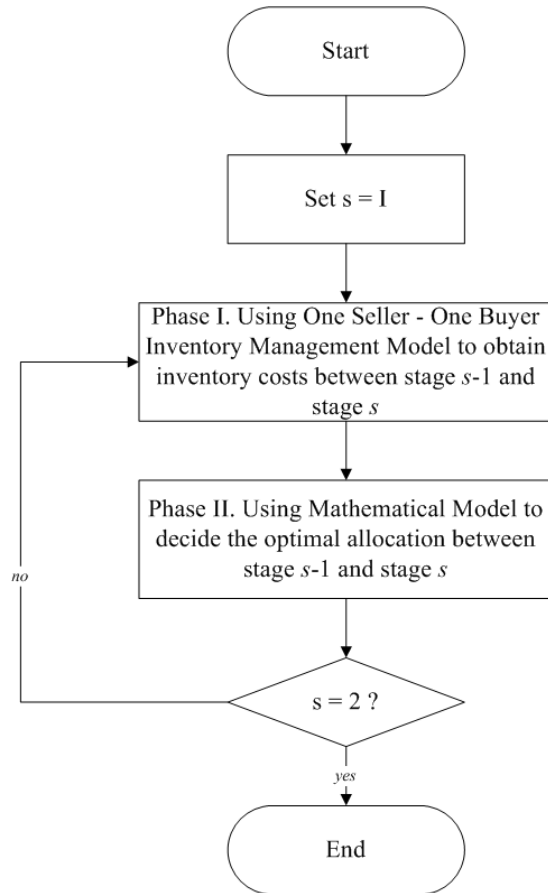 Start
Set s = I
Phase I. Using One Seller - One Buyer
Inventory Management Model to obtain
inventory costs between stage s-1 and
stage s
Phase II. Using Mathematical Model to
decide the optimal allocation between
stage s-1 and stage s
no
s = 2 ?
yes
End